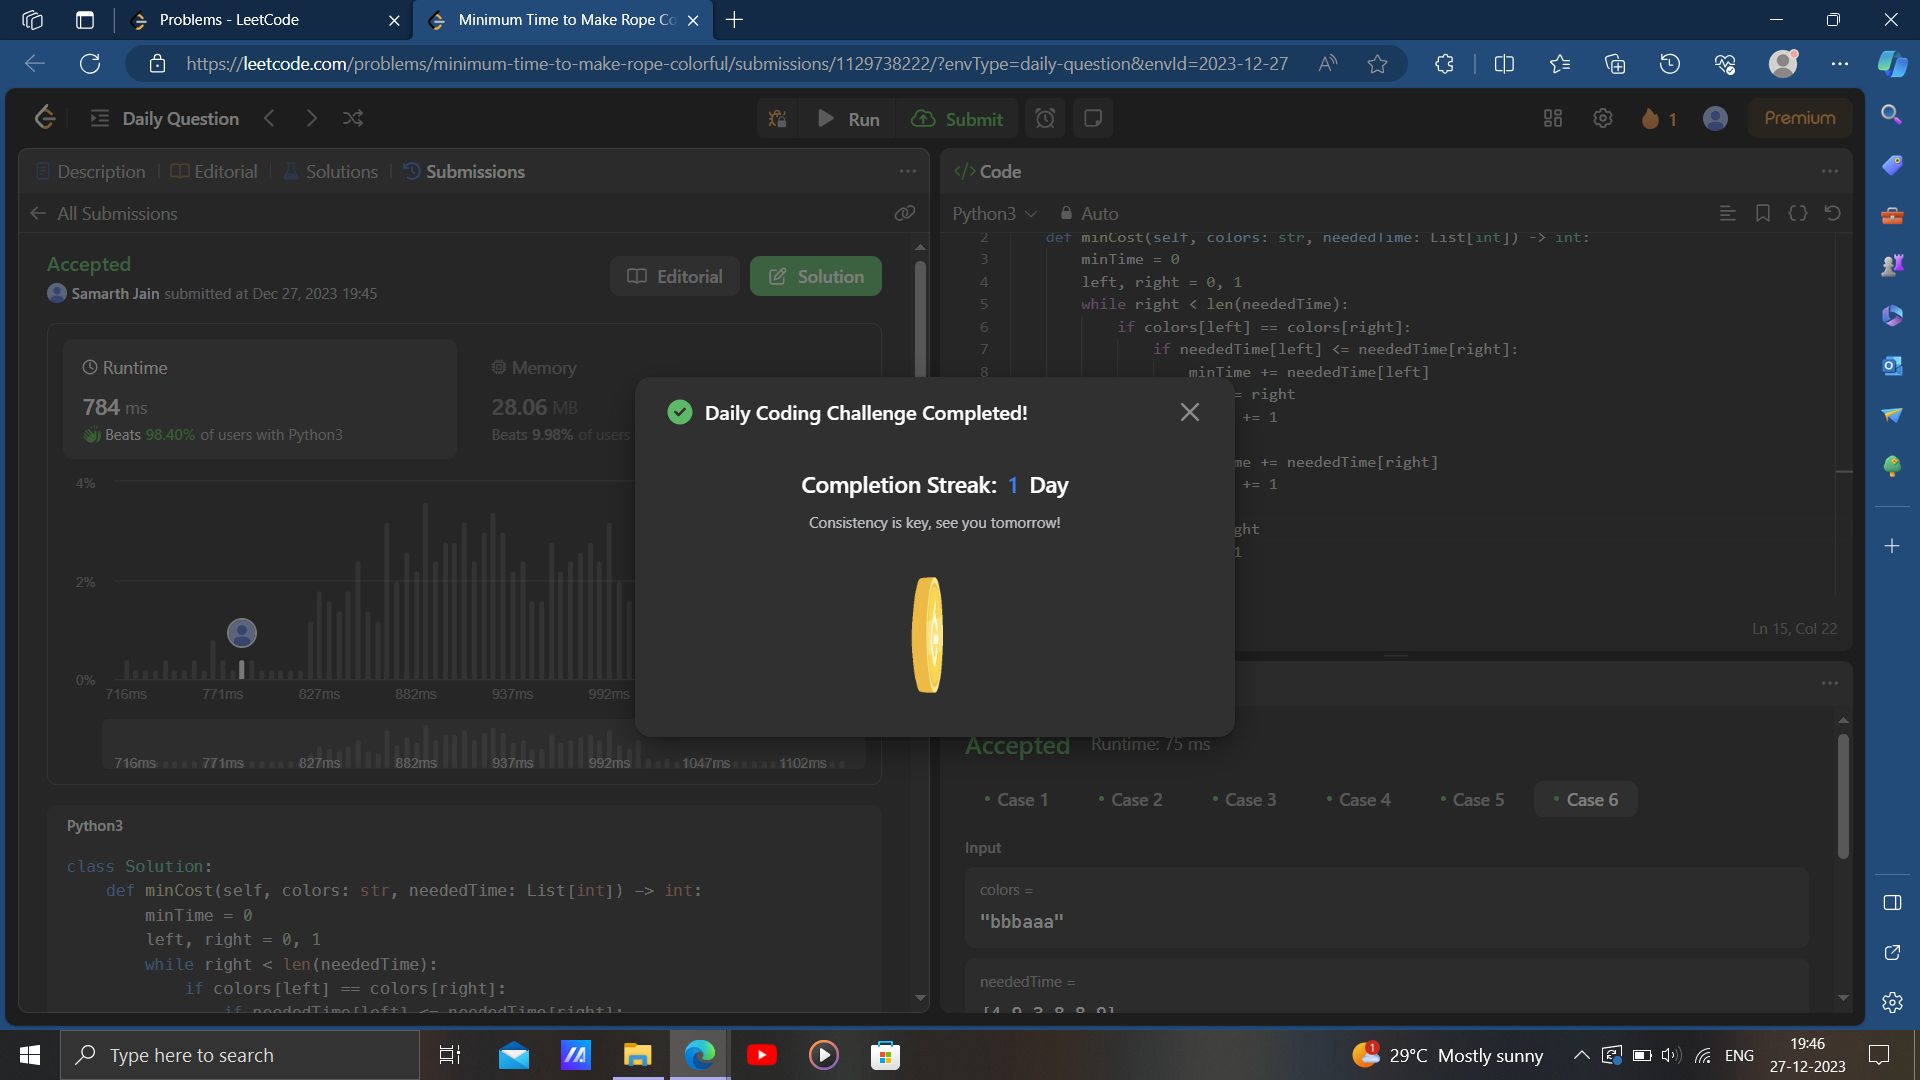 Problems - LeetCode
Minimum Time to Make Rope Co
https://leetcode.com/problems/minimum-time-to-make-rope-colorful/submissions/1129738222/?envType=daily-question&envId=2023-12-27
Daily Question
Run
Submit
1
Premium
Description
Editorial
Solutions
Submissions
All Submissions
Accepted
Samarth Jain submitted at Dec 27, 2023 19:45
Editorial
Solution
Runtime
784 ms
Beats 98.40% of users with Python3
Memory
28.06 MB
Beats 9.98% of users
4%
2%
0%
716ms 771ms 827ms 882ms 937ms 992ms
716ms 771ms 827ms 882ms 937ms 992ms 1047ms 1102ms
Python3
class Solution:
def minCost(self, colors: str, neededTime: List[int]) -> int:
minTime = 0
left, right = 0, 1
while right < len(neededTime):
if colors[left] == colors[right]:
if neededTime[left] <= neededTime[right]:
</> Code
Python3
Auto
2 def minCost(self, colors: str, neededTime: List[int]) -> int:
3 minTime = 0
4 left, right = 0, 1
5 while right < len(neededTime):
6 if colors[left] == colors[right]:
7 if neededTime[left] <= neededTime[right]:
8 minTime += neededTime[left]
= right
+= 1
me += neededTime[right]
+= 1
ght
1
Ln 15, Col 22
Daily Coding Challenge Completed!
Completion Streak: 1 Day
Consistency is key, see you tomorrow!
Accepted
Runtime: 75 ms
Case 1
Case 2
Case 3
Case 4
Case 5
Case 6
Input
colors =
"bbbaaa"
neededTime =
[4,9,3,8,8,9]
Type here to search
1
29°C Mostly sunny
ENG
19:46
27-12-2023